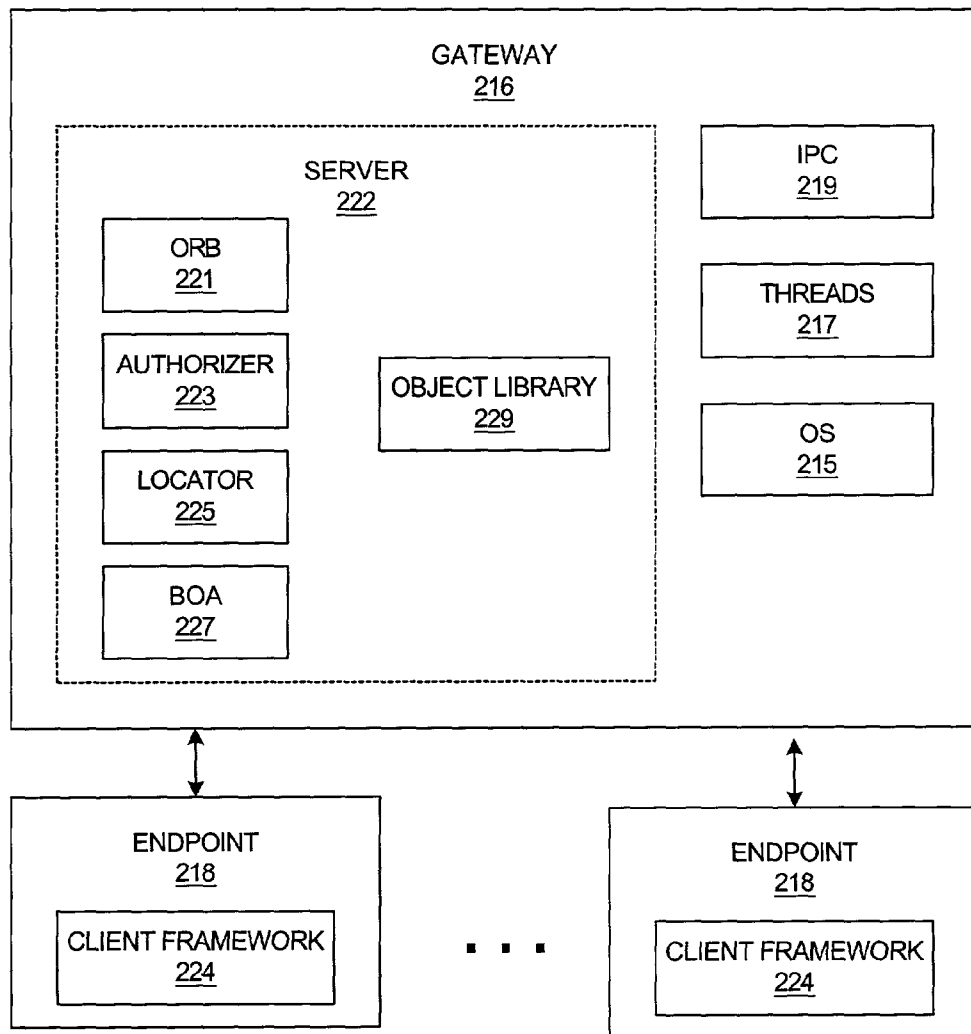 GATEWAY
216
SERVER
222
ORB
221
AUTHORIZER
223
LOCATOR
225
BOA
227
OBJECT LIBRARY
229
IPC
219
THREADS
217
OS
215
ENDPOINT
218
CLIENT FRAMEWORK
224
. . .
ENDPOINT
218
CLIENT FRAMEWORK
224